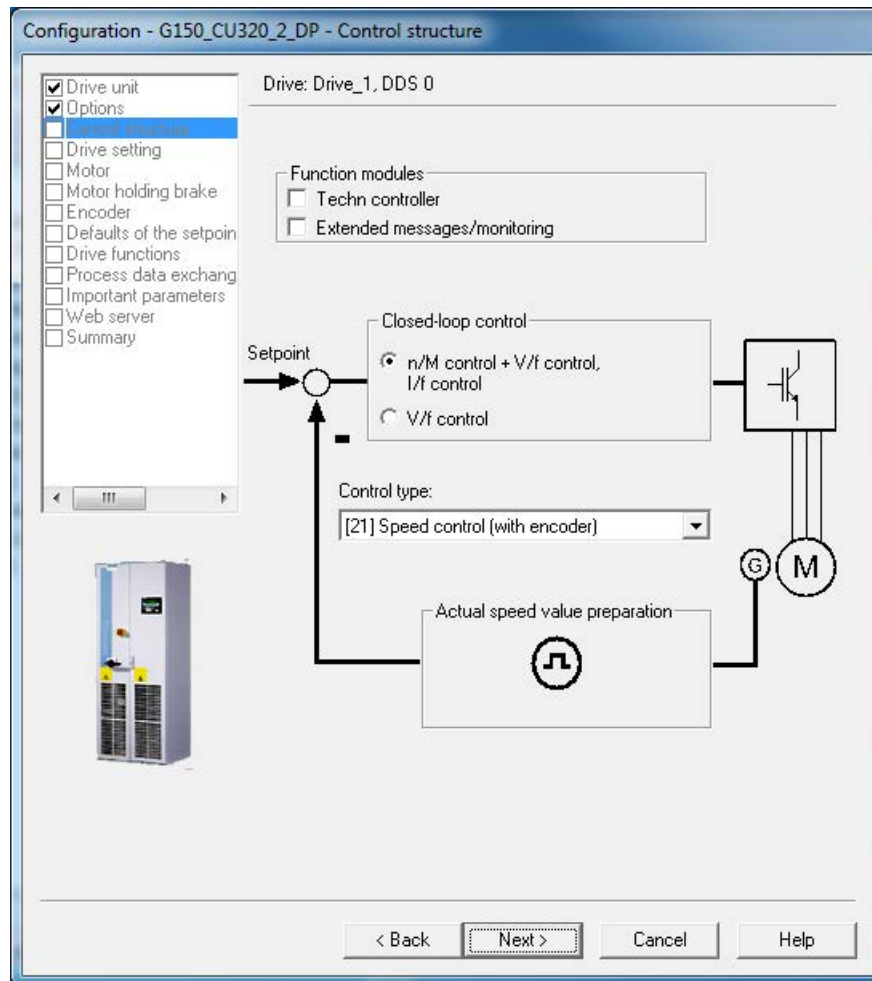 Configuration - G150_CU320_2_DP - Control structure
Drive unit
Options
Control structure
Drive setting
Motor
Motor holding brake
Encoder
Defaults of the setpoin
Drive functions
Process data exchang
Important parameters
Web server
Summary
Drive: Drive_1, DDS 0
Function modules
Techn controller
Extended messages/monitoring
Setpoint
Closed-loop control
n/M control + V/f control,
I/f control
V/f control
Control type:
[21] Speed control (with encoder)
G
M
Actual speed value preparation
< Back
Next >
Cancel
Help